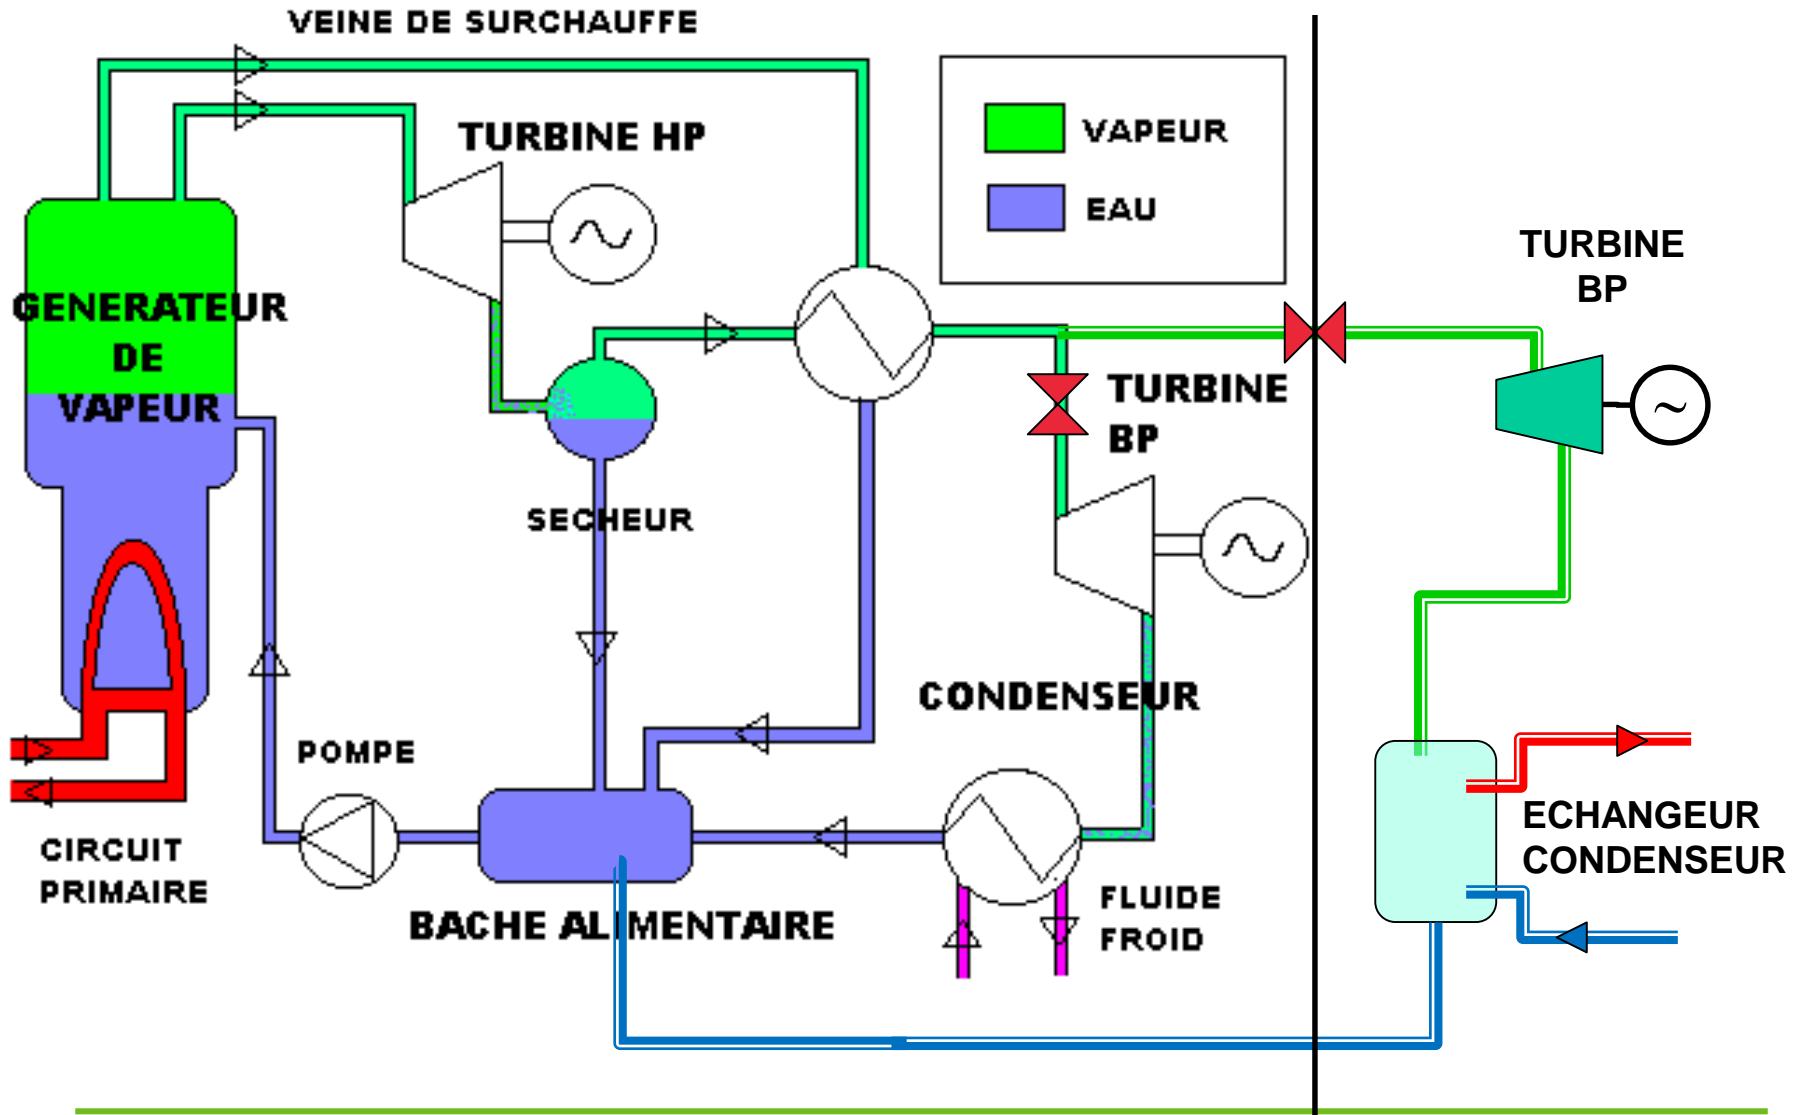 VEINE DE SURCHAUFFE
TURBINE HP
VAPEUR
EAU
TURBINE
BP
GENERATEUR
DE
VAPEUR
TURBINE
BP
SECHEUR
CONDENSEUR
POMPE
ECHANGEUR
CONDENSEUR
CIRCUIT
PRIMAIRE
FLUIDE
FROID
BACHE ALIMENTAIRE